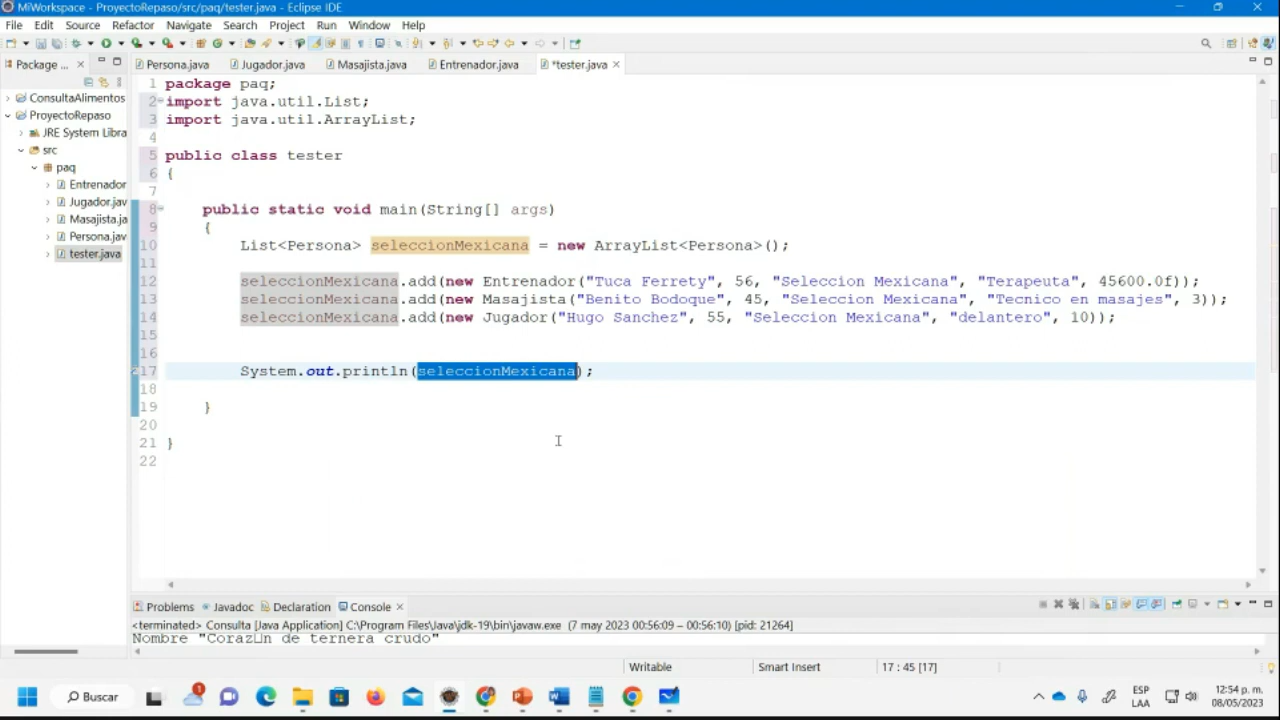 MiWorkspace - ProyectoRepaso/src/paq/tester.java - Eclipse IDE
File Edit Source Refactor Navigate Search Project Run Window Help
Package ...
Persona.java Jugador.java Masajista.java Entrenador.java *tester.java
ConsultaAlimentos
ProyectoRepaso
JRE System Libra
src
paq
Entrenador
Jugador.jav
Masajista.ja
Persona.jav
tester.java
1 package paq;
2 import java.util.List;
3 import java.util.ArrayList;
4
5 public class tester
6 {
7
8 public static void main(String[] args)
9 {
10 List<Persona> seleccionMexicana = new ArrayList<Persona>();
11
12 seleccionMexicana.add(new Entrenador("Tuca Ferrety", 56, "Seleccion Mexicana", "Terapeuta", 45600.0f));
13 seleccionMexicana.add(new Masajista("Benito Bodoque", 45, "Seleccion Mexicana", "Tecnico en masajes", 3));
14 seleccionMexicana.add(new Jugador("Hugo Sanchez", 55, "Seleccion Mexicana", "delantero", 10));
15
16
17 System.out.println(seleccionMexicana);
18
19 }
20
21 }
22
Problems Javadoc Declaration Console
<terminated> Consulta [Java Application] C:\Program Files\Java\jdk-19\bin\javaw.exe (7 may 2023 00:56:09 – 00:56:10) [pid: 21264]
Nombre "Coraz□n de ternera crudo"
Writable Smart Insert 17 : 45 [17]
Buscar
1
ESP
LAA
12:54 p. m.
08/05/2023